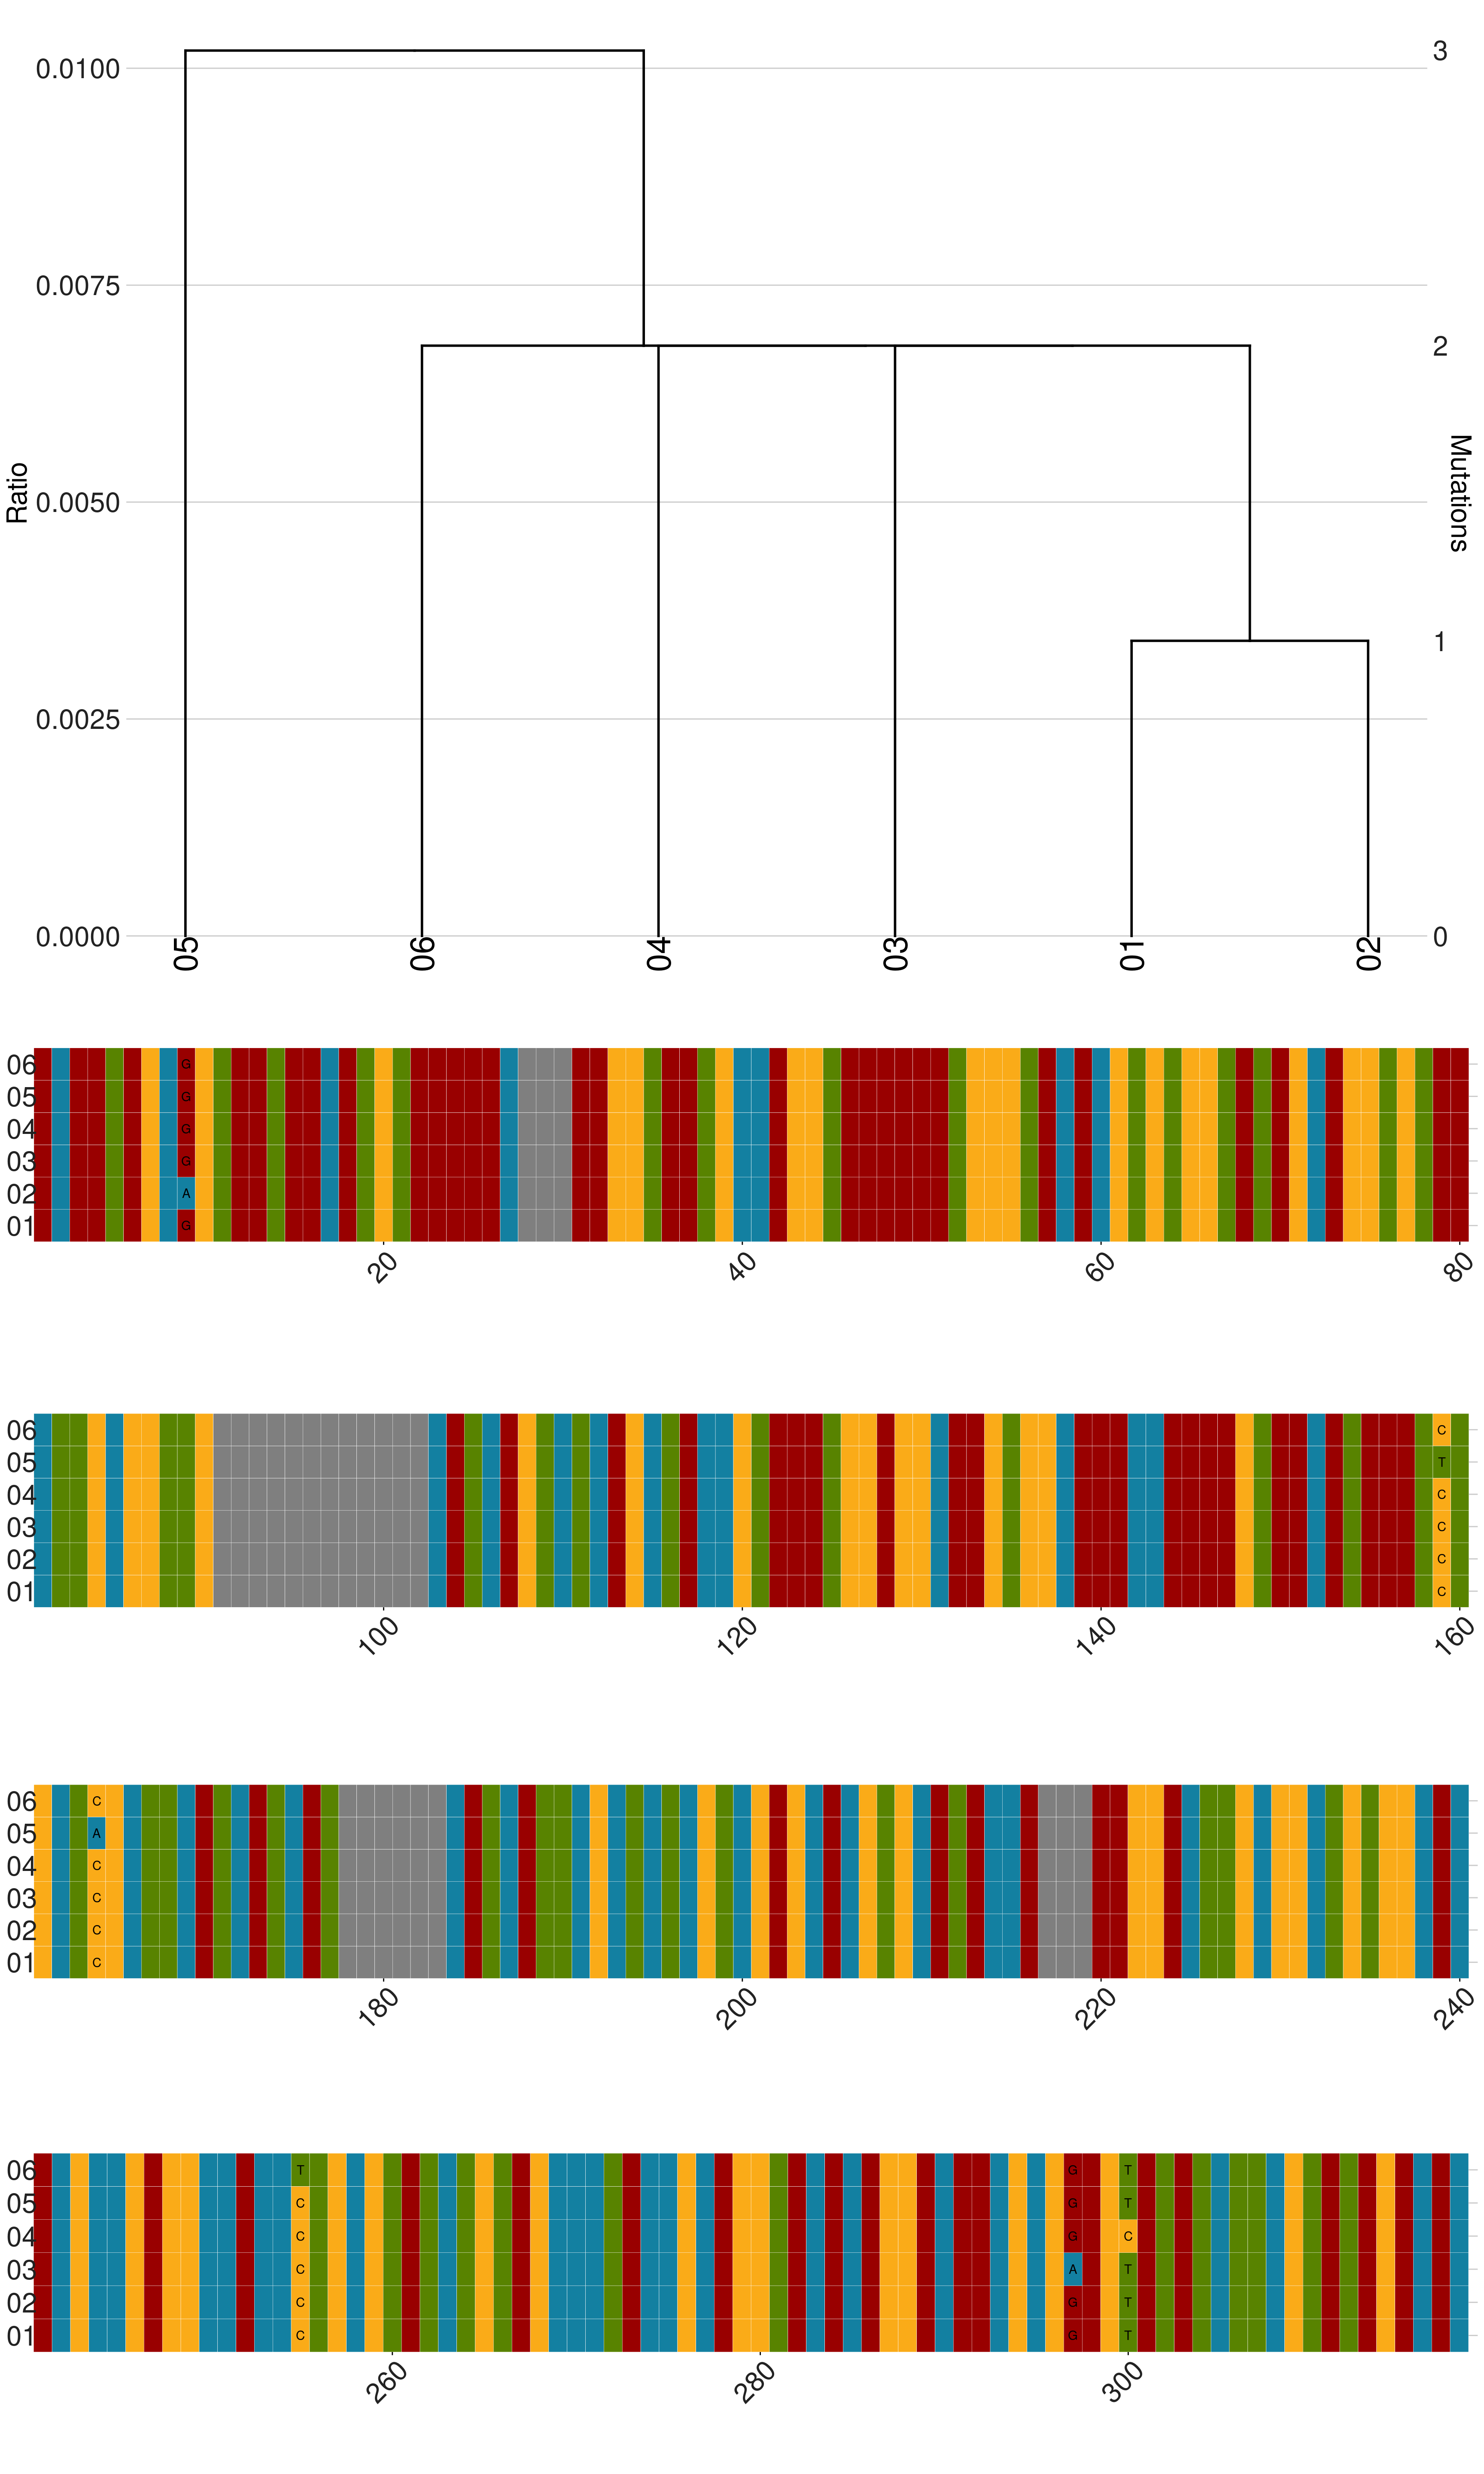 0.0100
0.0075
0.0050
0.0025
0.0000
Ratio
3
2
1
0
Mutations
05 06 04 03 01 02
06 G
05 G
04 G
03 G
02 A
01 G
20 40 60 80
06 C
05 T
04 C
03 C
02 C
01 C
100 120 140 160
06 C
05 A
04 C
03 C
02 C
01 C
180 200 220 240
06 T G T
05 C G T
04 C G C
03 C A T
02 C G T
01 C G T
260 280 300